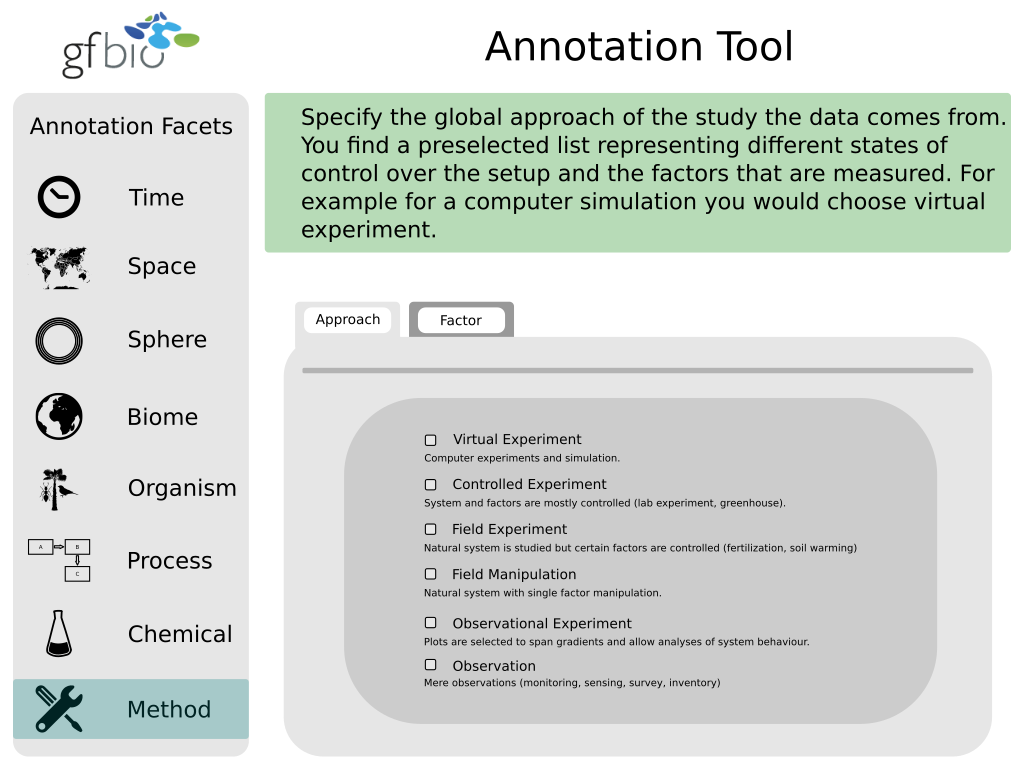 gfbio
Annotation Tool
Annotation Facets
Time
Space
Sphere
Biome
Organism
A
B
C
Process
Chemical
Method
Specify the global approach of the study the data comes from.
You find a preselected list representing different states of
control over the setup and the factors that are measured. For
example for a computer simulation you would choose virtual
experiment.
Approach
Factor
Virtual Experiment
Computer experiments and simulation.
Controlled Experiment
System and factors are mostly controlled (lab experiment, greenhouse).
Field Experiment
Natural system is studied but certain factors are controlled (fertilization, soil warming)
Field Manipulation
Natural system with single factor manipulation.
Observational Experiment
Plots are selected to span gradients and allow analyses of system behaviour.
Observation
Mere observations (monitoring, sensing, survey, inventory)